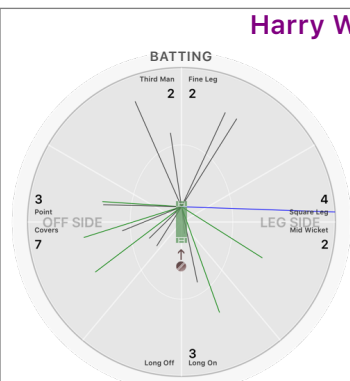 Harry W
BATTING
Third Man Fine Leg
2 2
3 4
Point Square Leg
OFF SIDE LEG SIDE
Covers Mid Wicket
7 2
3
Long Off Long On